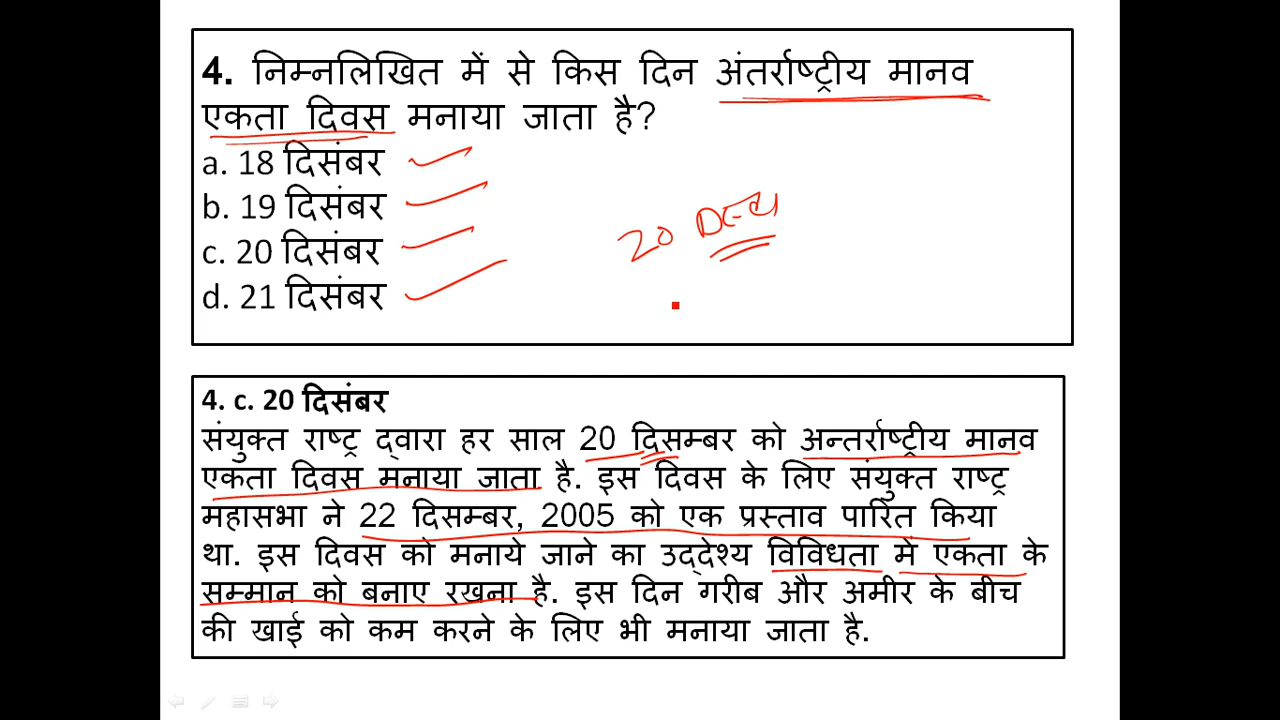 4. निम्नलिखित में से किस दिन अंतर्राष्ट्रीय मानव
एकता दिवस मनाया जाता है?
a. 18 दिसंबर
b. 19 दिसंबर
c. 20 दिसंबर
d. 21 दिसंबर
20 DEC
4. c. 20 दिसंबर
संयुक्त राष्ट्र द्वारा हर साल 20 दिसम्बर को अन्तर्राष्ट्रीय मानव
एकता दिवस मनाया जाता है. इस दिवस के लिए संयुक्त राष्ट्र
महासभा ने 22 दिसम्बर, 2005 को एक प्रस्ताव पारित किया
था. इस दिवस को मनाये जाने का उद्देश्य विविधता में एकता के
सम्मान को बनाए रखना है. इस दिन गरीब और अमीर के बीच
की खाई को कम करने के लिए भी मनाया जाता है.